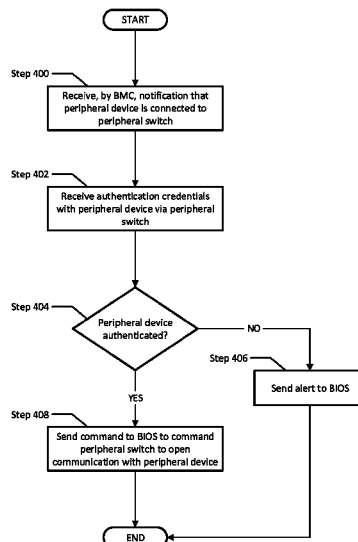 START
Step 400
Receive, by BMC, notification that
peripheral device is connected to
peripheral switch
Step 402
Receive authentication credentials
with peripheral device via peripheral
switch
Step 404
Peripheral device
authenticated?
NO
Step 406
Send alert to BIOS
YES
Step 408
Send command to BIOS to command
peripheral switch to open
communication with peripheral device
END